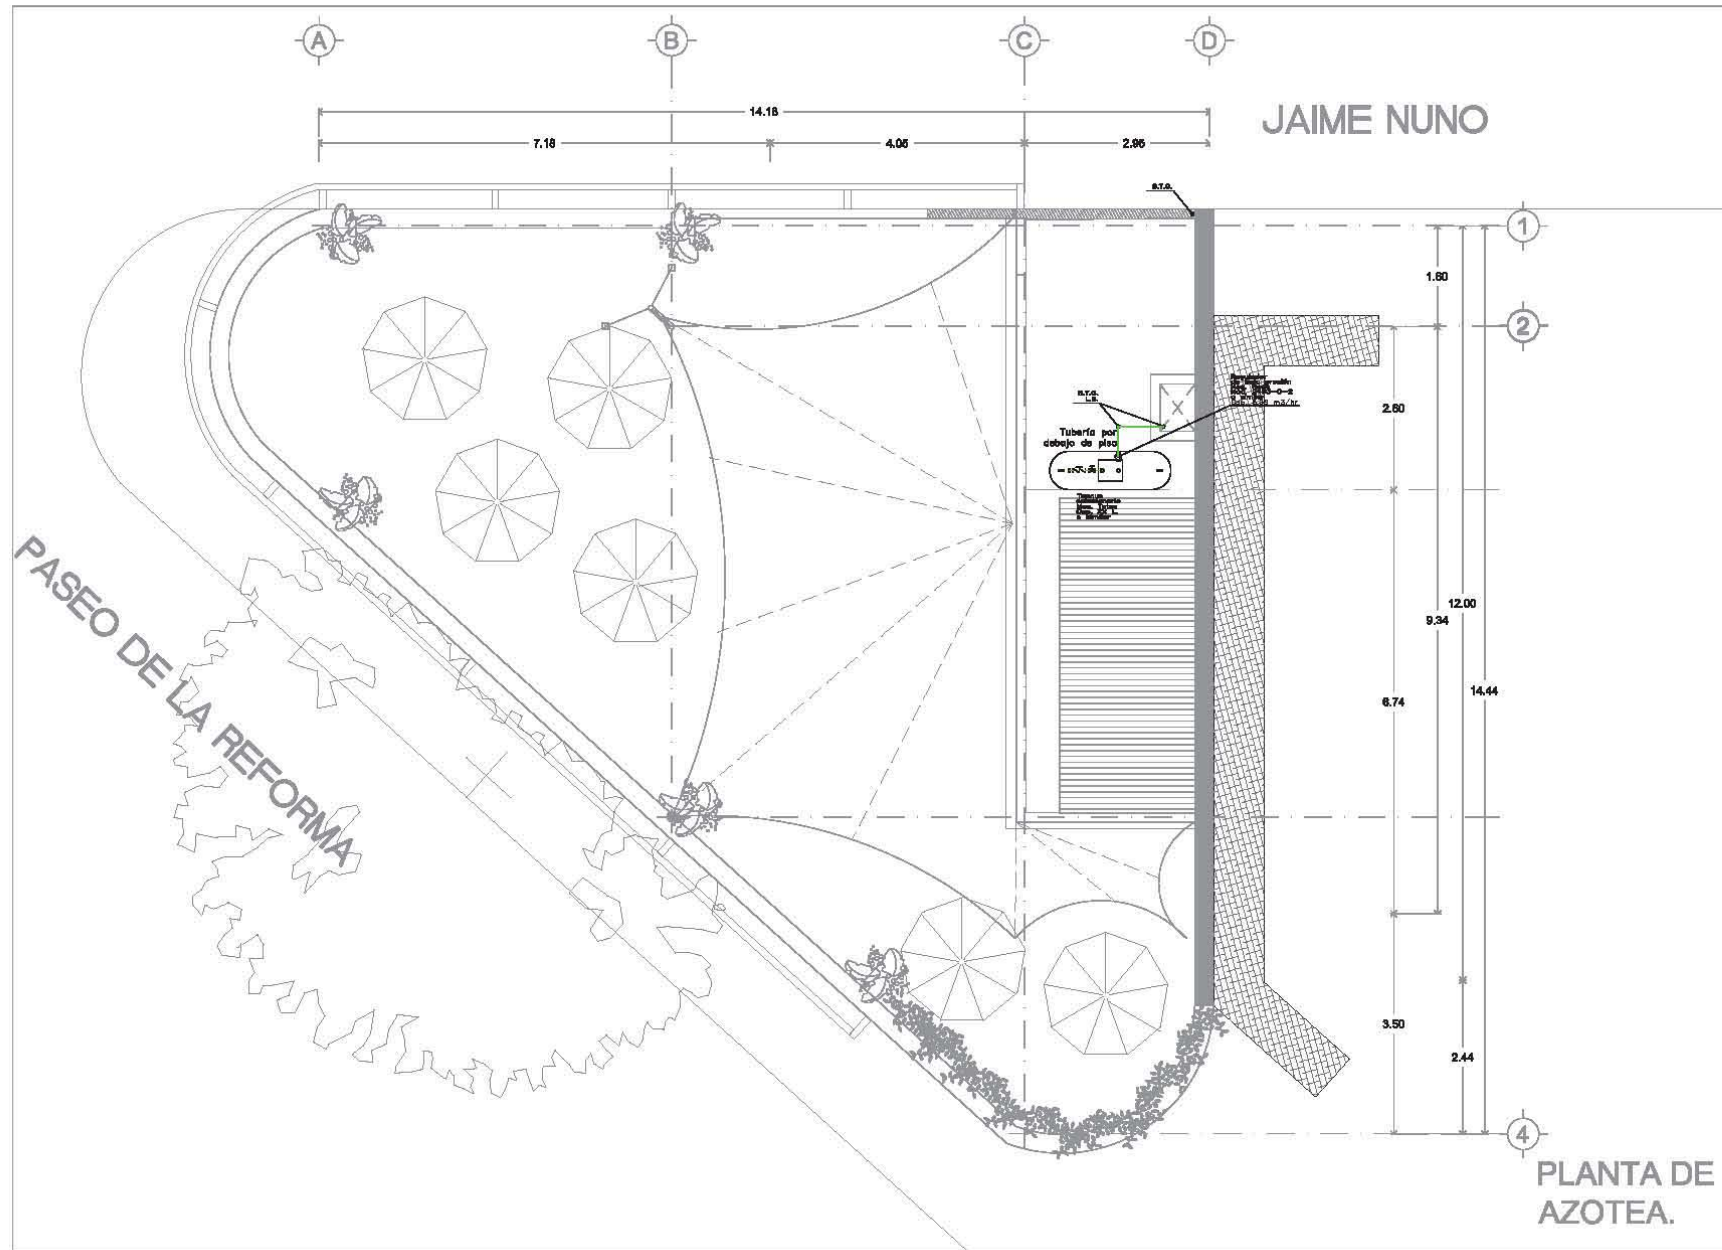 A
B
C
D
14.18
JAIME NUNO
7.18
4.05
2.95
B.T.G.
1
1.60
2
2.60
Tubería por
debajo de piso
12.00
9.34
14.44
6.74
PASEO DE LA REFORMA
3.50
2.44
4
PLANTA DE
AZOTEA.